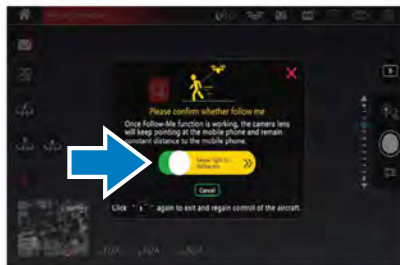 Please confirm whether follow me
Once Follow-Me function is working, the camera lens
will keep pointing at the mobile phone and remain
constant distance to the mobile phone.
Cancel
Click " " again to exit and regain control of the aircraft.
N/A N/A N/A